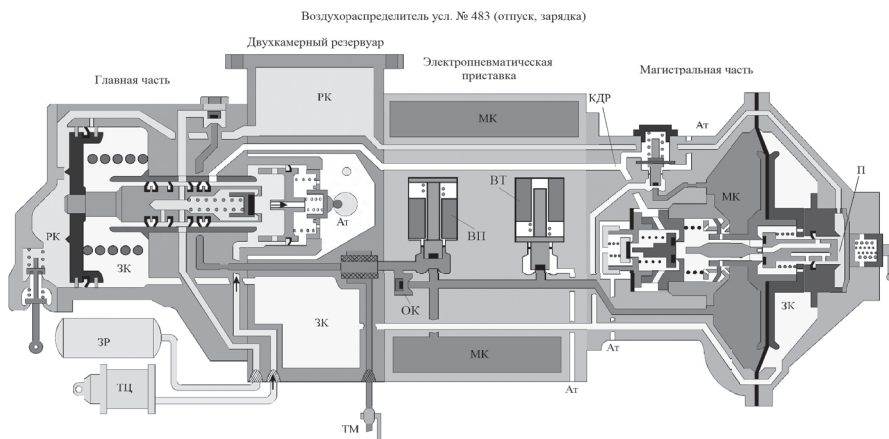 Воздухораспределитель усл. № 483 (отпуск, зарядка)
Двухкамерный резервуар
Электропневматическая
приставка
Главная часть
Магистральная часть
РК
МК
КДР
Ат
Ат
П
МК
ВТ
ВП
РК
ЗК
ЗК
ОК
ЗК
ЗР
МК
Ат
ТЦ
Ат
ТМ